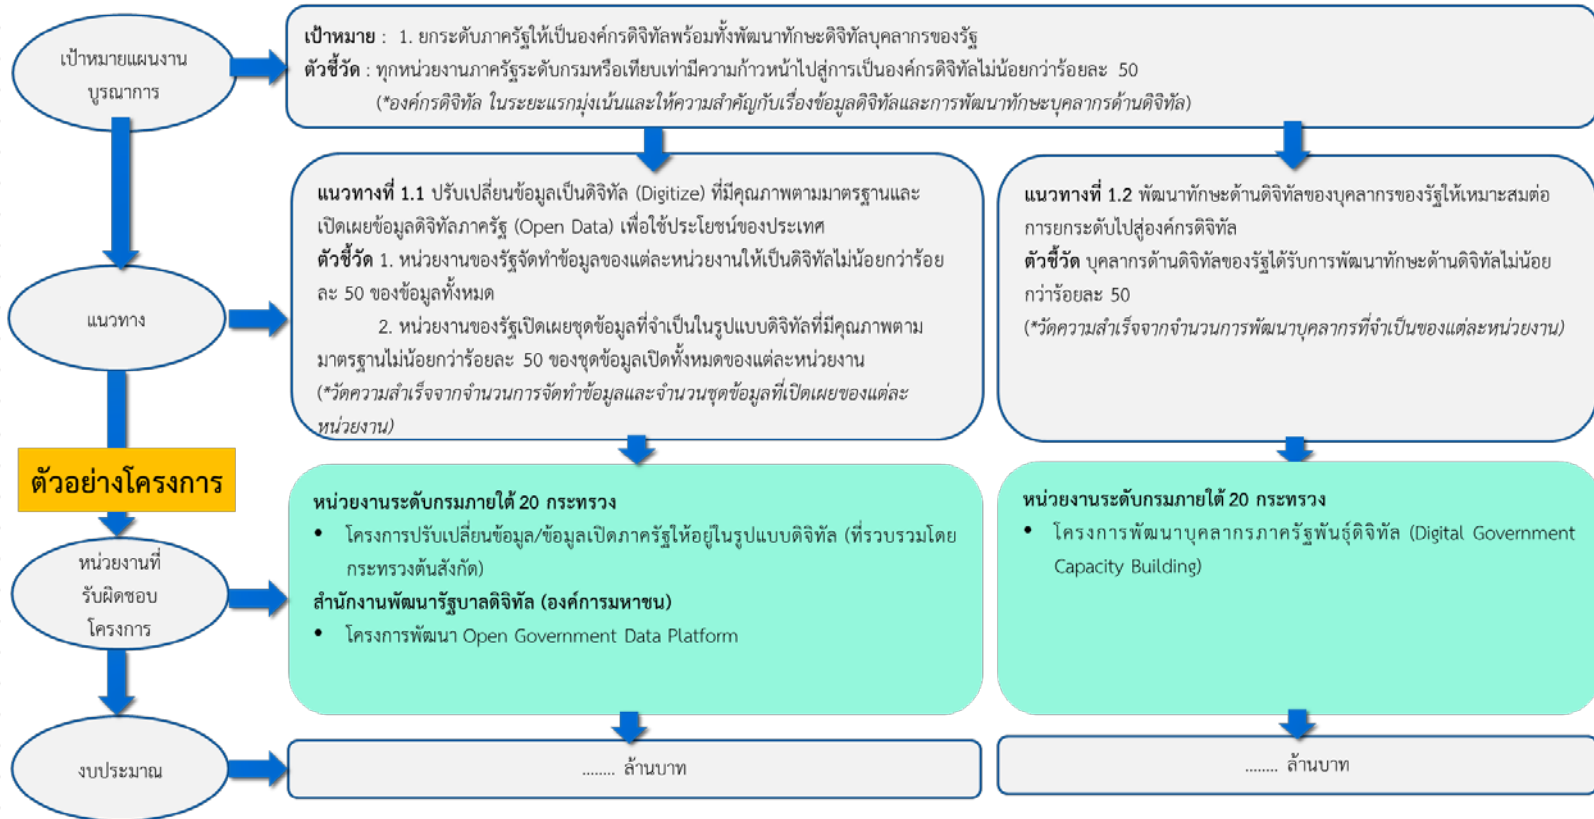 เป้าหมายแผนงาน
บูรณาการ
เป้าหมาย : 1. ยกระดับภาครัฐให้เป็นองค์กรดิจิทัลพร้อมทั้งพัฒนาทักษะดิจิทัลบุคลากรของรัฐ
ตัวชี้วัด : ทุกหน่วยงานภาครัฐระดับกรมหรือเทียบเท่ามีความก้าวหน้าไปสู่การเป็นองค์กรดิจิทัลไม่น้อยกว่าร้อยละ 50
(*องค์กรดิจิทัล ในระยะแรกมุ่งเน้นและให้ความสำคัญกับเรื่องข้อมูลดิจิทัลและการพัฒนาทักษะบุคลากรด้านดิจิทัล)
แนวทาง
แนวทางที่ 1.1 ปรับเปลี่ยนข้อมูลเป็นดิจิทัล (Digitize) ที่มีคุณภาพตามมาตรฐานและ
เปิดเผยข้อมูลดิจิทัลภาครัฐ (Open Data) เพื่อใช้ประโยชน์ของประเทศ
ตัวชี้วัด 1. หน่วยงานของรัฐจัดทำข้อมูลของแต่ละหน่วยงานให้เป็นดิจิทัลไม่น้อยกว่าร้อย
ละ 50 ของข้อมูลทั้งหมด
2. หน่วยงานของรัฐเปิดเผยชุดข้อมูลที่จำเป็นในรูปแบบดิจิทัลที่มีคุณภาพตาม
มาตรฐานไม่น้อยกว่าร้อยละ 50 ของชุดข้อมูลเปิดทั้งหมดของแต่ละหน่วยงาน
(*วัดความสำเร็จจากจำนวนการจัดทำข้อมูลและจำนวนชุดข้อมูลที่เปิดเผยของแต่ละ
หน่วยงาน)
แนวทางที่ 1.2 พัฒนาทักษะด้านดิจิทัลของบุคลากรของรัฐให้เหมาะสมต่อ
การยกระดับไปสู่องค์กรดิจิทัล
ตัวชี้วัด บุคลากรด้านดิจิทัลของรัฐได้รับการพัฒนาทักษะด้านดิจิทัลไม่น้อย
กว่าร้อยละ 50
(*วัดความสำเร็จจากจำนวนการพัฒนาบุคลากรที่จำเป็นของแต่ละหน่วยงาน)
ตัวอย่างโครงการ
หน่วยงานที่
รับผิดชอบ
โครงการ
หน่วยงานระดับกรมภายใต้ 20 กระทรวง
• โครงการปรับเปลี่ยนข้อมูล/ข้อมูลเปิดภาครัฐให้อยู่ในรูปแบบดิจิทัล (ที่รวบรวมโดย
กระทรวงต้นสังกัด)
สำนักงานพัฒนารัฐบาลดิจิทัล (องค์การมหาชน)
• โครงการพัฒนา Open Government Data Platform
หน่วยงานระดับกรมภายใต้ 20 กระทรวง
• โครงการพัฒนาบุคลากรภาครัฐพันธุ์ดิจิทัล (Digital Government
Capacity Building)
งบประมาณ
........ ล้านบาท
........ ล้านบาท